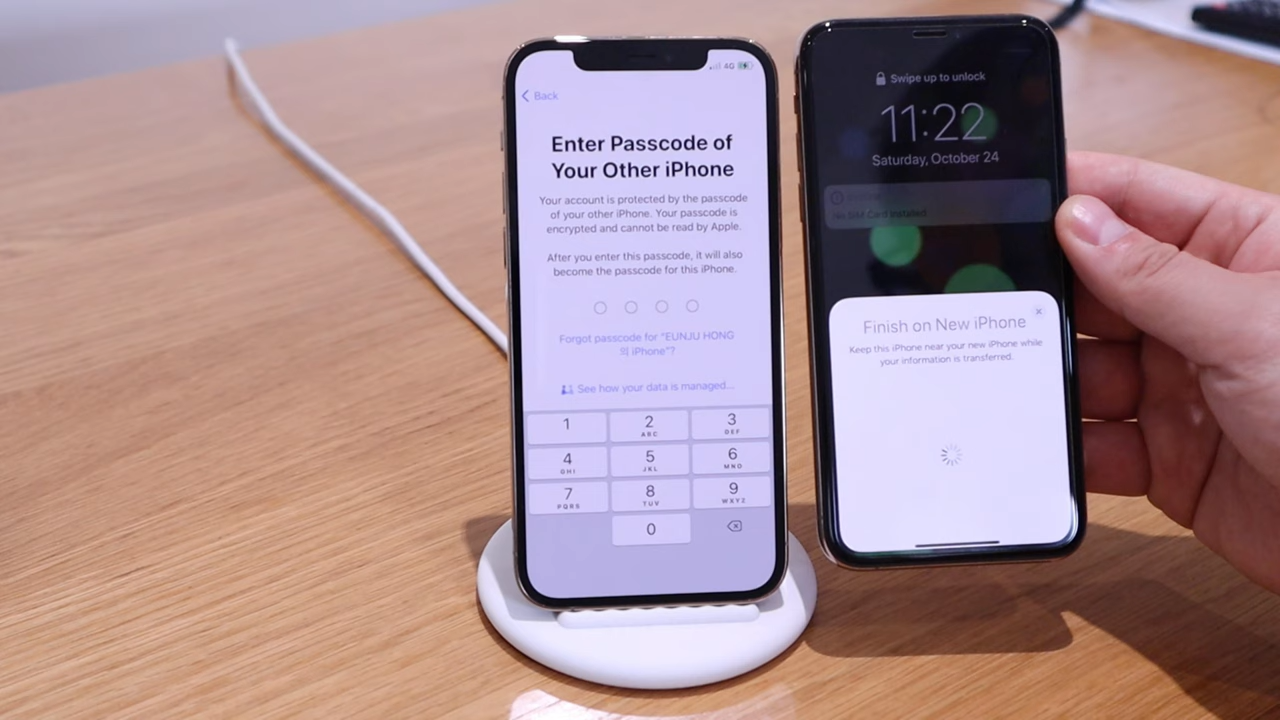 4G
Back
Enter Passcode of
Your Other iPhone
Your account is protected by the passcode
of your other iPhone. Your passcode is
encrypted and cannot be read by Apple.
After you enter this passcode, it will also
become the passcode for this iPhone.
Forgot passcode for "EUNJU HONG
의 iPhone"?
See how your data is managed...
1 2 3
ABC DEF
4 5 6
GHI JKL MNO
7 8 9
PQRS TUV WXYZ
0
Swipe up to unlock
11:22
Saturday, October 24
No SIM Card Installed
Finish on New iPhone
Keep this iPhone near your new iPhone while
your information is transferred.